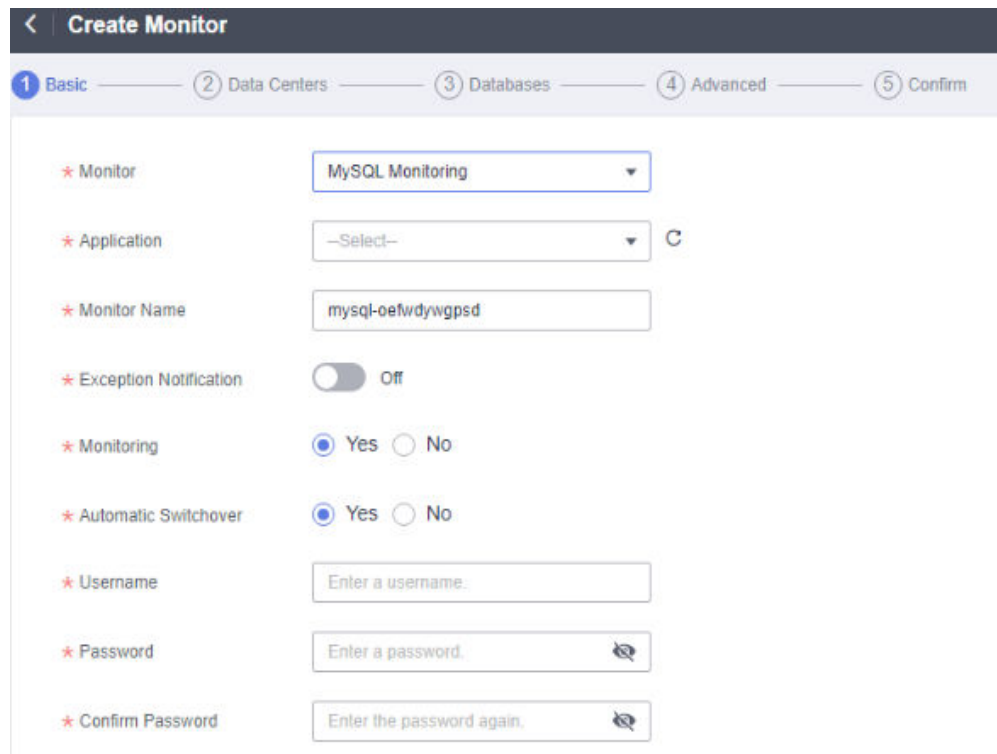 Create Monitor
1 Basic 2 Data Centers 3 Databases 4 Advanced 5 Confirm
* Monitor MySQL Monitoring
* Application --Select--
* Monitor Name mysql-oefwdywgpsd
* Exception Notification Off
* Monitoring Yes No
* Automatic Switchover Yes No
* Username Enter a username.
* Password Enter a password.
* Confirm Password Enter the password again.